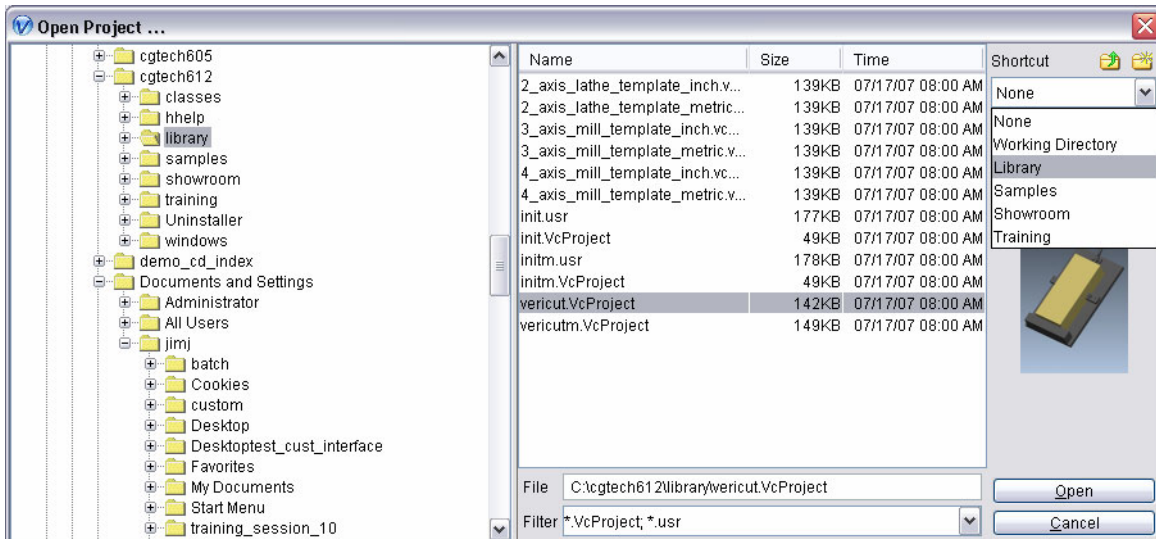 Open Project ...
cgtech605
cgtech612
classes
hhelp
library
samples
showroom
training
Uninstaller
windows
demo_cd_index
Documents and Settings
Administrator
All Users
jimj
batch
Cookies
custom
Desktop
Desktoptest_cust_interface
Favorites
My Documents
Start Menu
training_session_10
Name Size Time
2_axis_lathe_template_inch.v... 139KB 07/17/07 08:00 AM
2_axis_lathe_template_metric... 139KB 07/17/07 08:00 AM
3_axis_mill_template_inch.vc... 139KB 07/17/07 08:00 AM
3_axis_mill_template_metric.v... 139KB 07/17/07 08:00 AM
4_axis_mill_template_inch.vc... 139KB 07/17/07 08:00 AM
4_axis_mill_template_metric.v... 139KB 07/17/07 08:00 AM
init.usr 177KB 07/17/07 08:00 AM
init.VcProject 49KB 07/17/07 08:00 AM
initm.usr 178KB 07/17/07 08:00 AM
initm.VcProject 49KB 07/17/07 08:00 AM
vericut.VcProject 142KB 07/17/07 08:00 AM
vericutm.VcProject 149KB 07/17/07 08:00 AM
File C:\cgtech612\library\vericut.VcProject
Filter *.VcProject; *.usr
Shortcut
None
None
Working Directory
Library
Samples
Showroom
Training
Open
Cancel